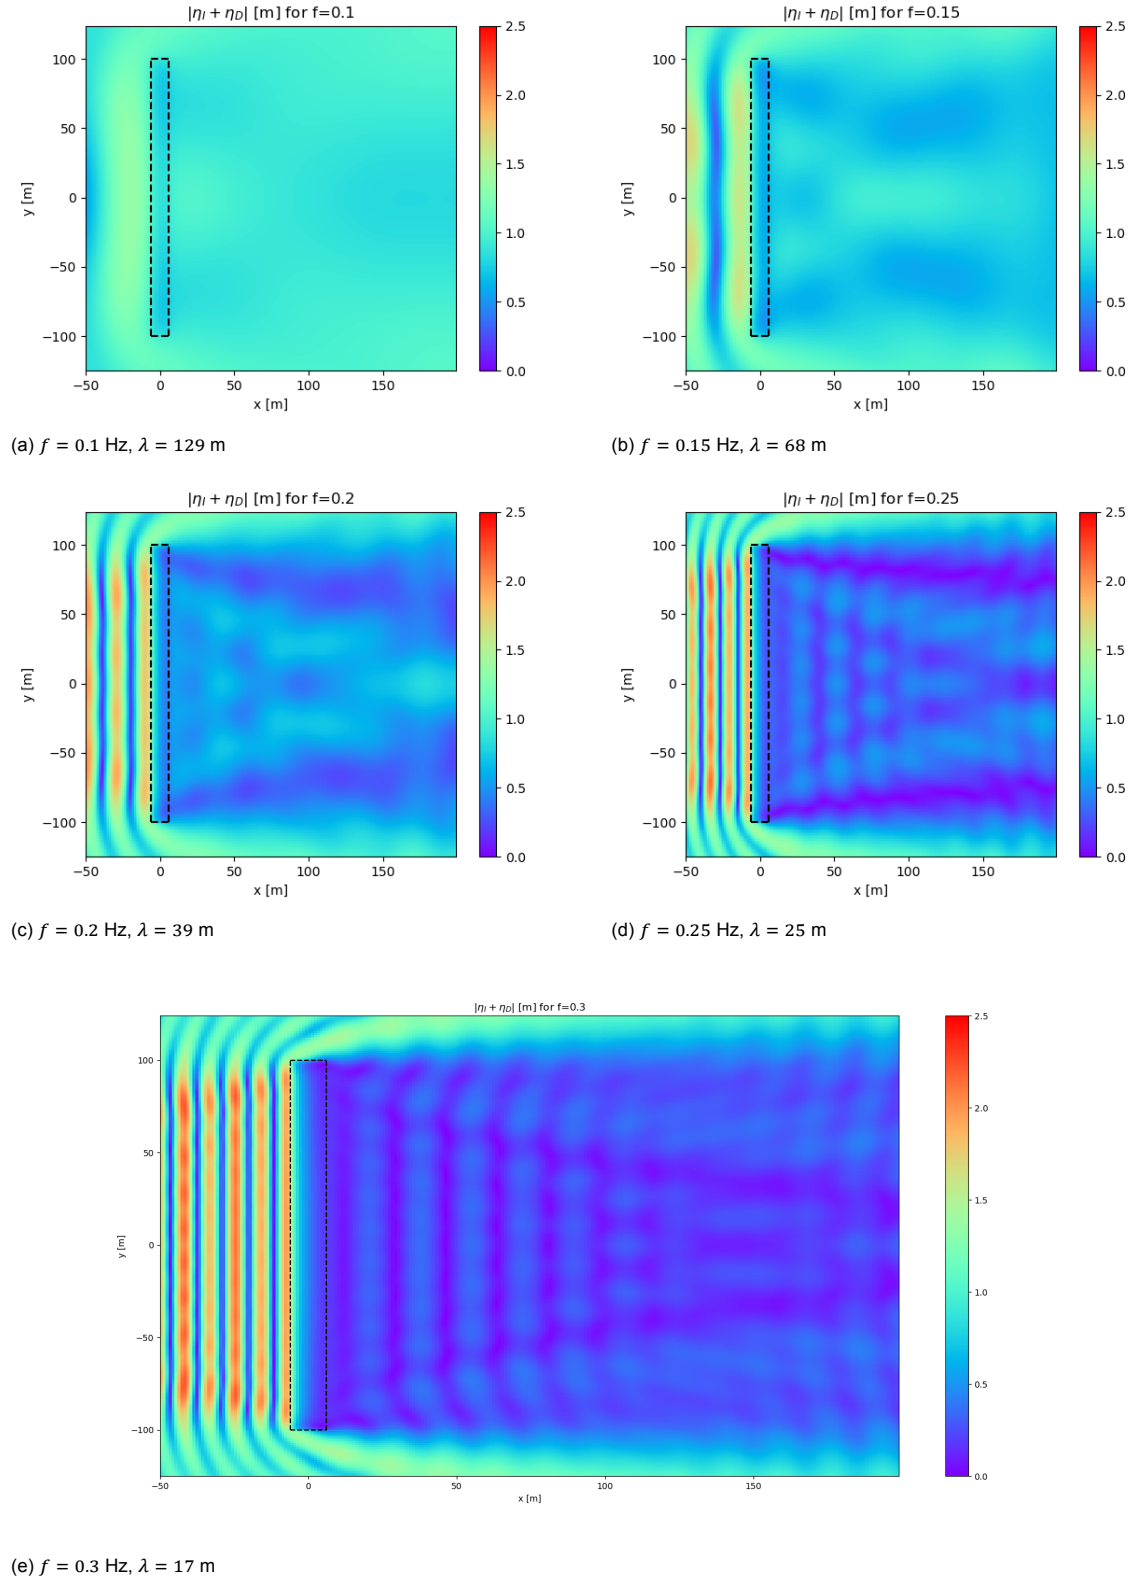 |η_I + η_D| [m] for f=0.1
|η_I + η_D| [m] for f=0.15
100
50
0
−50
−100
y [m]
−50 0 50 100 150
x [m]
2.5
2.0
1.5
1.0
0.5
0.0
100
50
0
−50
−100
y [m]
−50 0 50 100 150
x [m]
2.5
2.0
1.5
1.0
0.5
0.0
(a) f = 0.1 Hz, λ = 129 m
(b) f = 0.15 Hz, λ = 68 m
|η_I + η_D| [m] for f=0.2
|η_I + η_D| [m] for f=0.25
100
50
0
−50
−100
y [m]
−50 0 50 100 150
x [m]
2.5
2.0
1.5
1.0
0.5
0.0
100
50
0
−50
−100
y [m]
−50 0 50 100 150
x [m]
2.5
2.0
1.5
1.0
0.5
0.0
(c) f = 0.2 Hz, λ = 39 m
(d) f = 0.25 Hz, λ = 25 m
|η_I + η_D| [m] for f=0.3
100
50
0
−50
−100
y [m]
−50 0 50 100 150
x [m]
2.5
2.0
1.5
1.0
0.5
0.0
(e) f = 0.3 Hz, λ = 17 m